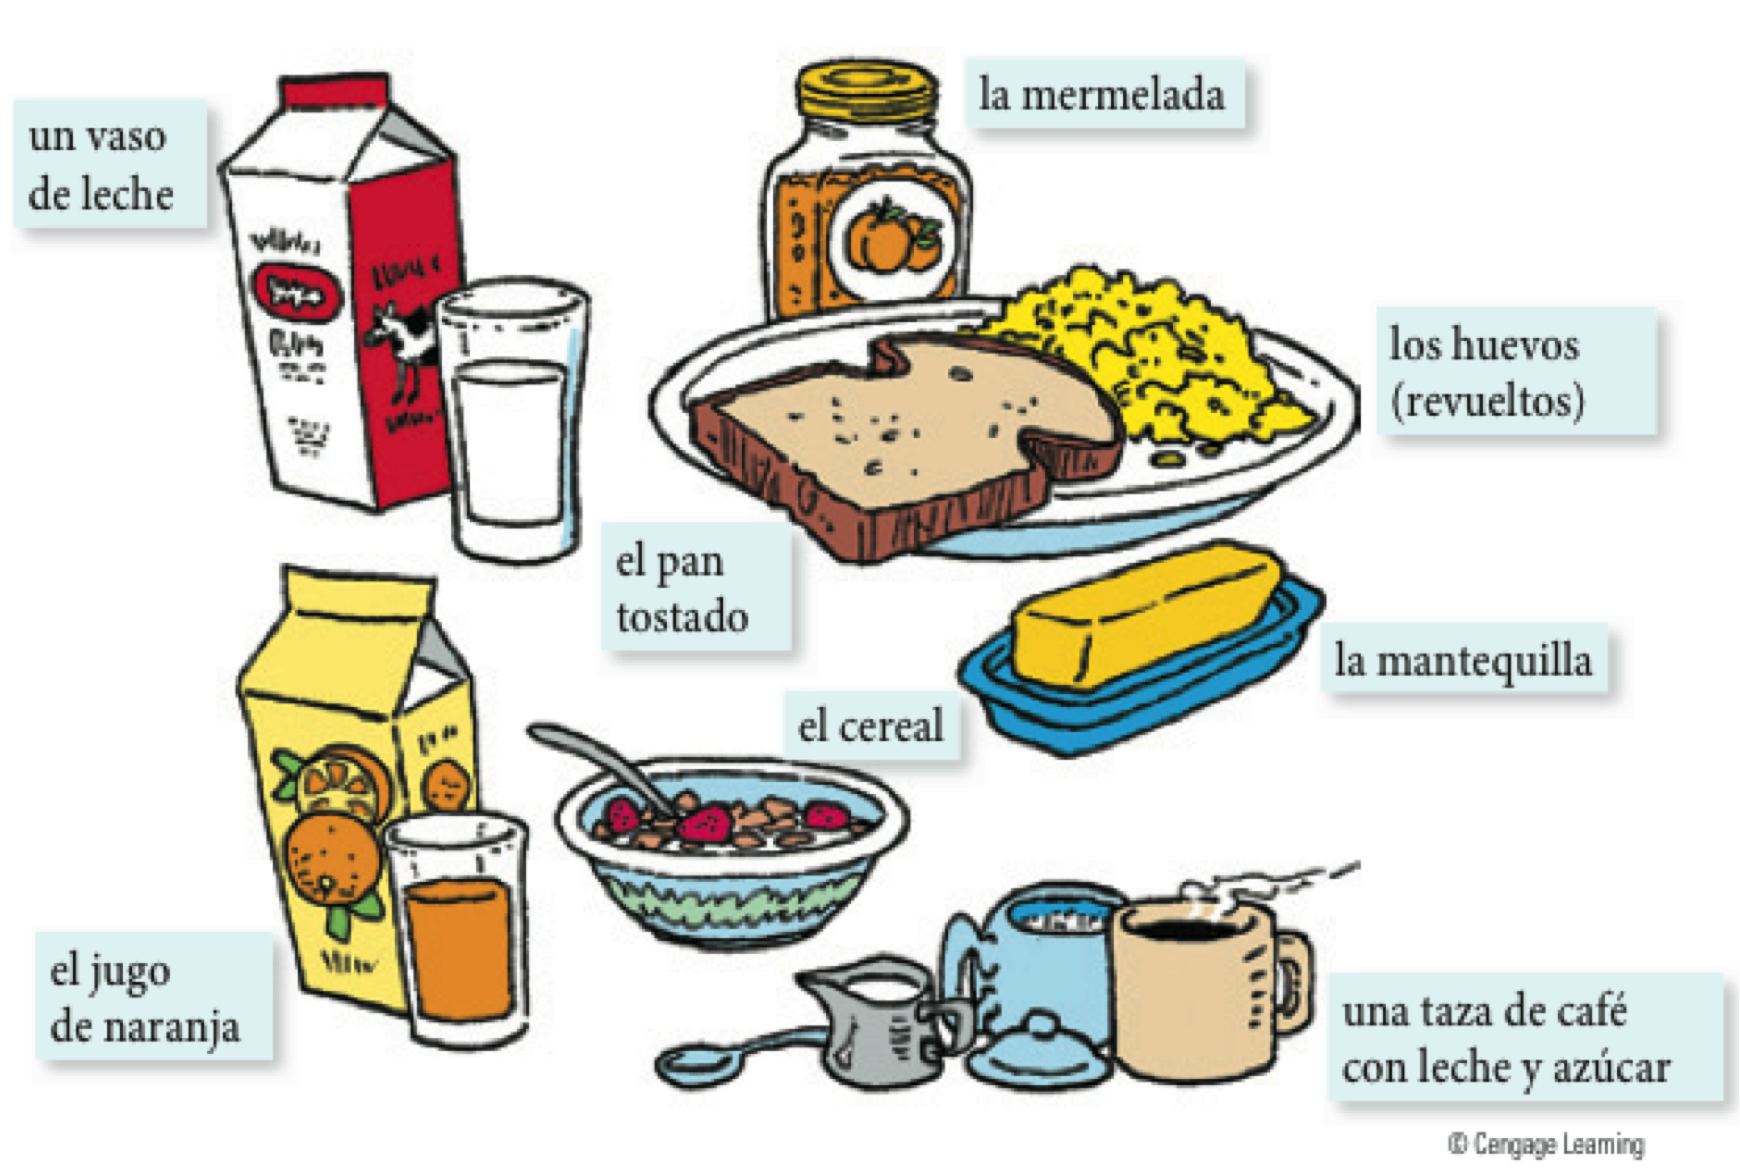 un vaso
de leche
la mermelada
los huevos
(revueltos)
el pan
tostado
la mantequilla
el cereal
el jugo
de naranja
una taza de café
con leche y azúcar
© Cengage Learning